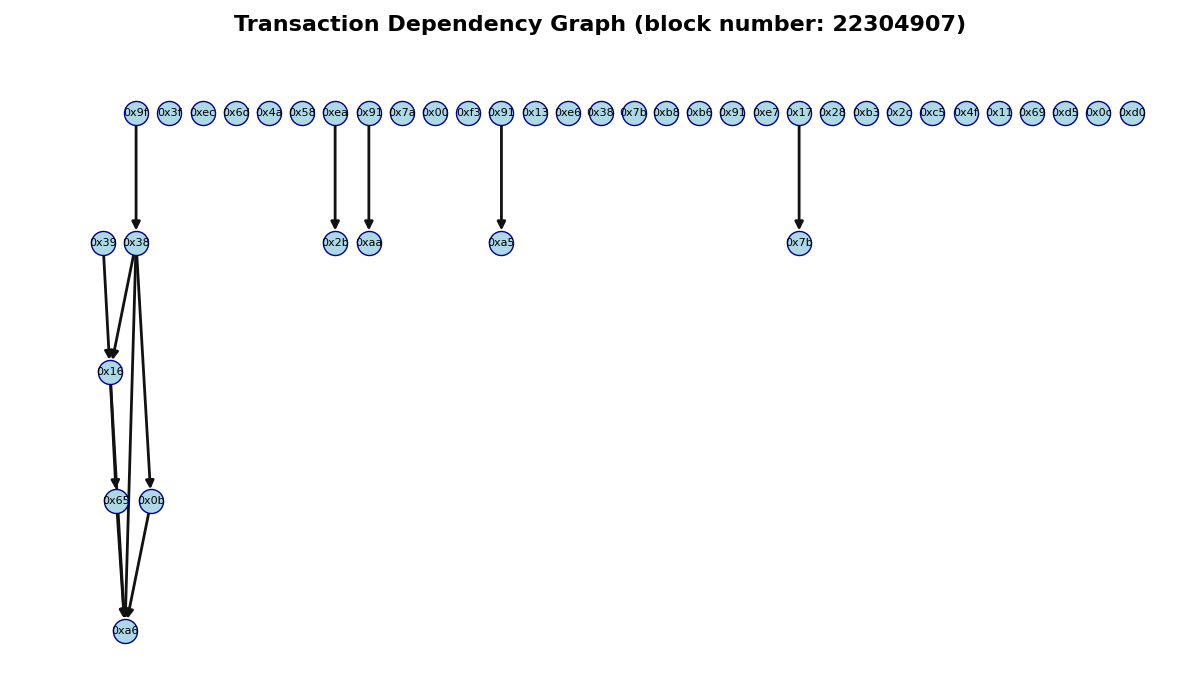 Transaction Dependency Graph (block number: 22304907)
0x9f 0x3f 0xec 0x6d 0x4a 0x58 0xea 0x91 0x7a 0x00 0xf3 0x91 0x13 0xe6 0x38 0x7b 0xb8 0xb6 0x91 0xe7 0x17 0x28 0xb3 0x2c 0xc5 0x4f 0x11 0x69 0xd5 0x0c 0xd0
0x39 0x38 0x2b 0xaa 0xa5 0x7b
0x16
0x65 0x0b
0xa6